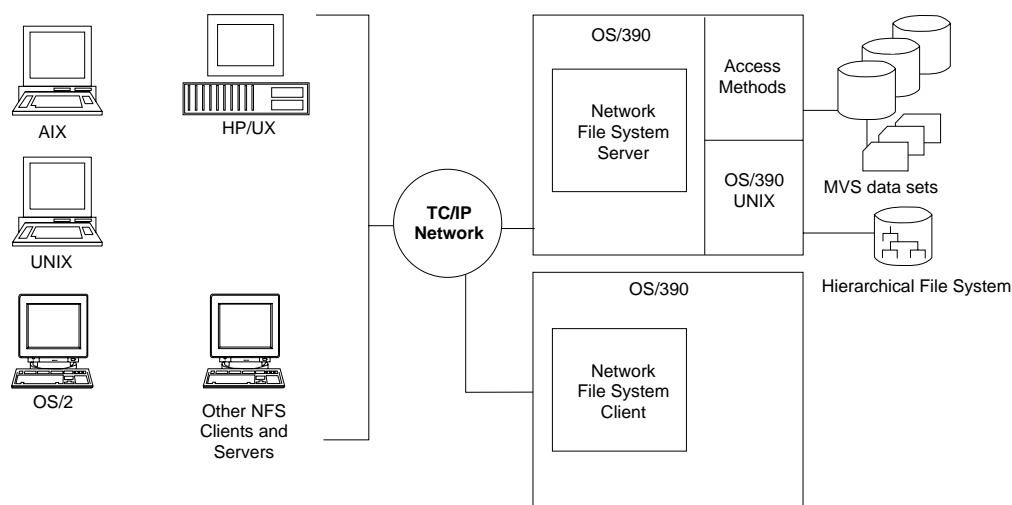 AIX
HP/UX
UNIX
OS/2
Other NFS
Clients and
Servers
TC/IP
Network
OS/390
Network
File System
Server
Access
Methods
OS/390
UNIX
MVS data sets
Hierarchical File System
OS/390
Network
File System
Client